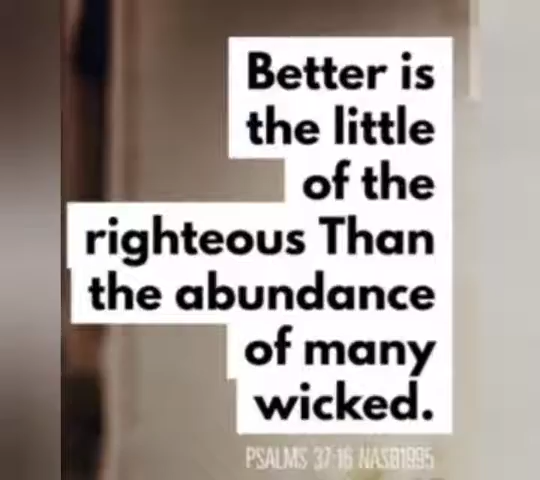 Better is
the little
of the
righteous Than
the abundance
of many
wicked.
PSALMS 37:16 NASB1995